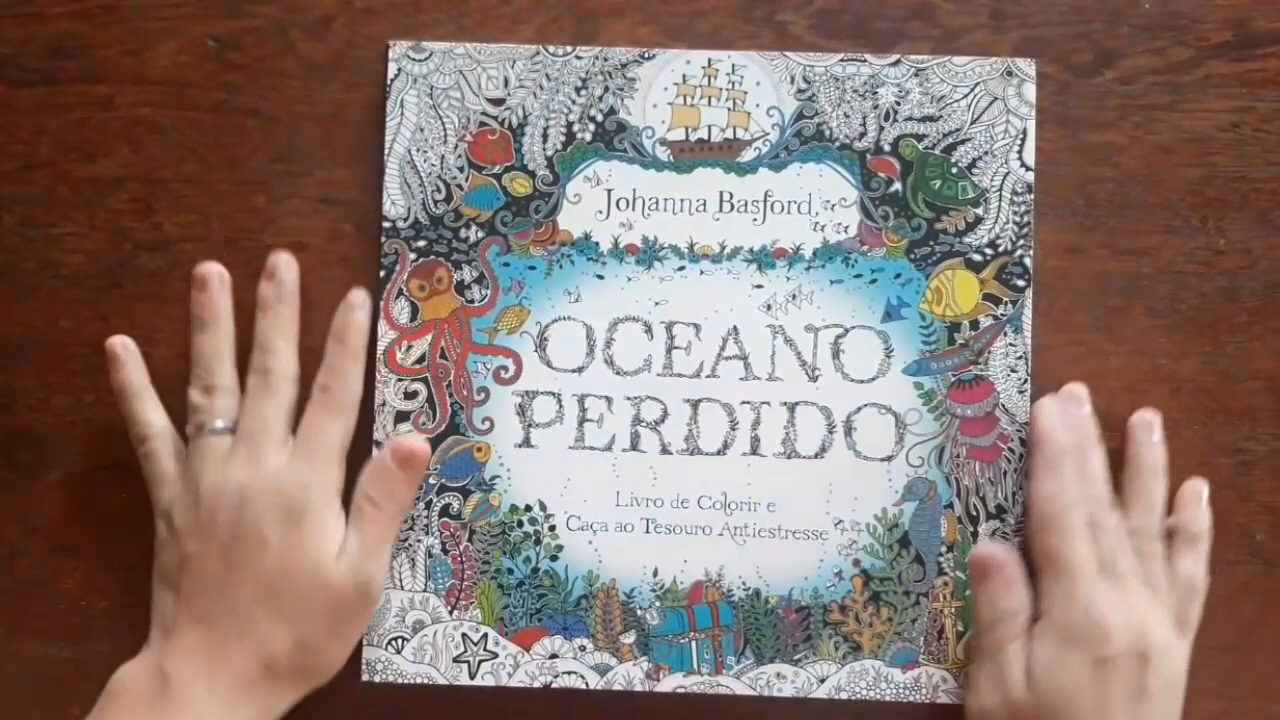 Johanna Basford
OCEANO
PERDIDO
Livro de Colorir e
Caça ao Tesouro Antiestresse